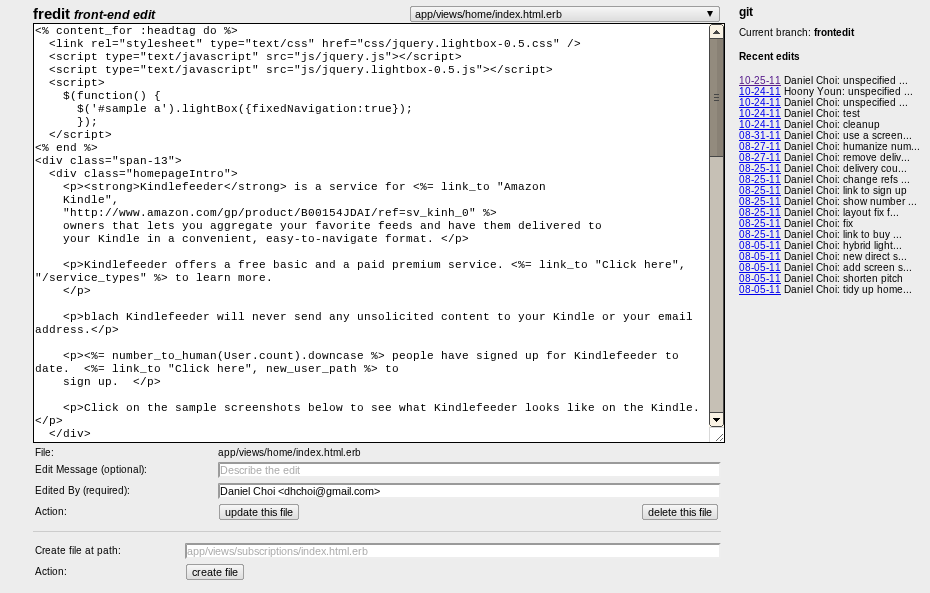 fredit front-end edit
app/views/home/index.html.erb
<% content_for :headtag do %>
  <link rel="stylesheet" type="text/css" href="css/jquery.lightbox-0.5.css" />
  <script type="text/javascript" src="js/jquery.js"></script>
  <script type="text/javascript" src="js/jquery.lightbox-0.5.js"></script>
  <script>
    $(function() {
      $('#sample a').lightBox({fixedNavigation:true});
      });
  </script>
<% end %>
<div class="span-13">
  <div class="homepageIntro">
    <p><strong>Kindlefeeder</strong> is a service for <%= link_to "Amazon
    Kindle",
    "http://www.amazon.com/gp/product/B00154JDAI/ref=sv_kinh_0" %>
    owners that lets you aggregate your favorite feeds and have them delivered to
    your Kindle in a convenient, easy-to-navigate format. </p>

    <p>Kindlefeeder offers a free basic and a paid premium service. <%= link_to "Click here",
"/service_types" %> to learn more.
    </p>

    <p>blach Kindlefeeder will never send any unsolicited content to your Kindle or your email
address.</p>

    <p><%= number_to_human(User.count).downcase %> people have signed up for Kindlefeeder to
date.  <%= link_to "Click here", new_user_path %> to
    sign up.  </p>

    <p>Click on the sample screenshots below to see what Kindlefeeder looks like on the Kindle.
</p>
  </div>
File: app/views/home/index.html.erb
Edit Message (optional): Describe the edit
Edited By (required): Daniel Choi <dhchoi@gmail.com>
Action: update this file delete this file
Create file at path: app/views/subscriptions/index.html.erb
Action: create file
git
Current branch: frontedit
Recent edits
10-25-11 Daniel Choi: unspecified ...
10-24-11 Hoony Youn: unspecified ...
10-24-11 Daniel Choi: unspecified ...
10-24-11 Daniel Choi: test
10-24-11 Daniel Choi: cleanup
08-31-11 Daniel Choi: use a screen...
08-27-11 Daniel Choi: humanize num...
08-27-11 Daniel Choi: remove deliv...
08-25-11 Daniel Choi: delivery cou...
08-25-11 Daniel Choi: change refs ...
08-25-11 Daniel Choi: link to sign up
08-25-11 Daniel Choi: show number ...
08-25-11 Daniel Choi: layout fix f...
08-25-11 Daniel Choi: fix
08-25-11 Daniel Choi: link to buy ...
08-05-11 Daniel Choi: hybrid light...
08-05-11 Daniel Choi: new direct s...
08-05-11 Daniel Choi: add screen s...
08-05-11 Daniel Choi: shorten pitch
08-05-11 Daniel Choi: tidy up home...